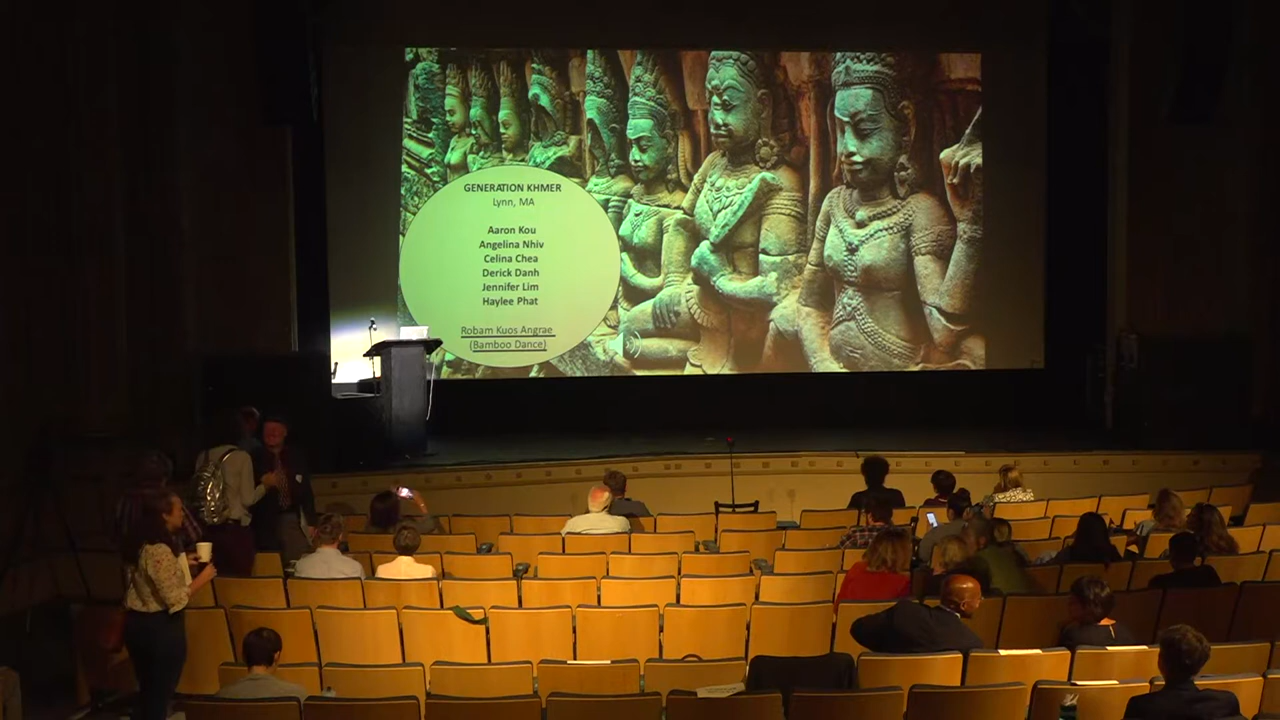 GENERATION KHMER
Lynn, MA
Aaron Kou
Angelina Nhiv
Celina Chea
Derick Danh
Jennifer Lim
Haylee Phat
Robam Kuos Angrae
(Bamboo Dance)